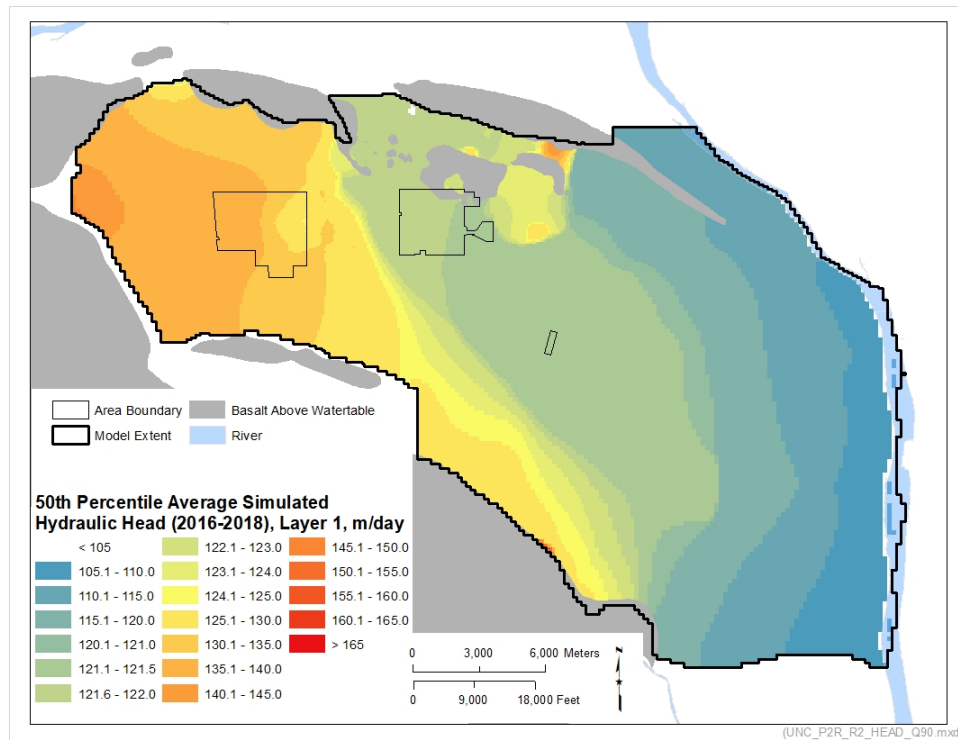 Area Boundary
Basalt Above Watertable
Model Extent
River
50th Percentile Average Simulated
Hydraulic Head (2016-2018), Layer 1, m/day
< 105
105.1 - 110.0
110.1 - 115.0
115.1 - 120.0
120.1 - 121.0
121.1 - 121.5
121.6 - 122.0
122.1 - 123.0
123.1 - 124.0
124.1 - 125.0
125.1 - 130.0
130.1 - 135.0
135.1 - 140.0
140.1 - 145.0
145.1 - 150.0
150.1 - 155.0
155.1 - 160.0
160.1 - 165.0
> 165
0 3,000 6,000 Meters
0 9,000 18,000 Feet
N
(UNC_P2R_R2_HEAD_Q90.mxd